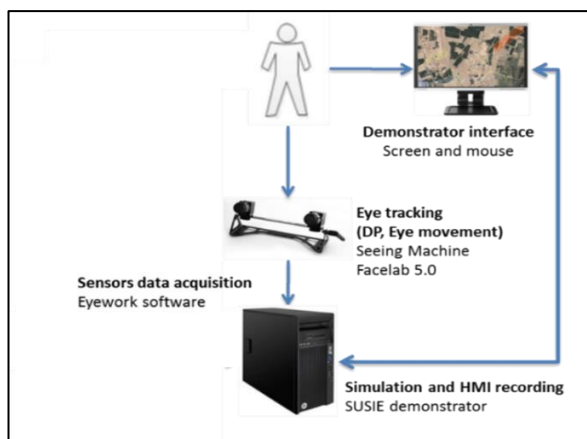 Demonstrator interface
Screen and mouse
Eye tracking
(DP, Eye movement)
Seeing Machine
Facelab 5.0
Sensors data acquisition
Eyework software
Simulation and HMI recording
SUSIE demonstrator